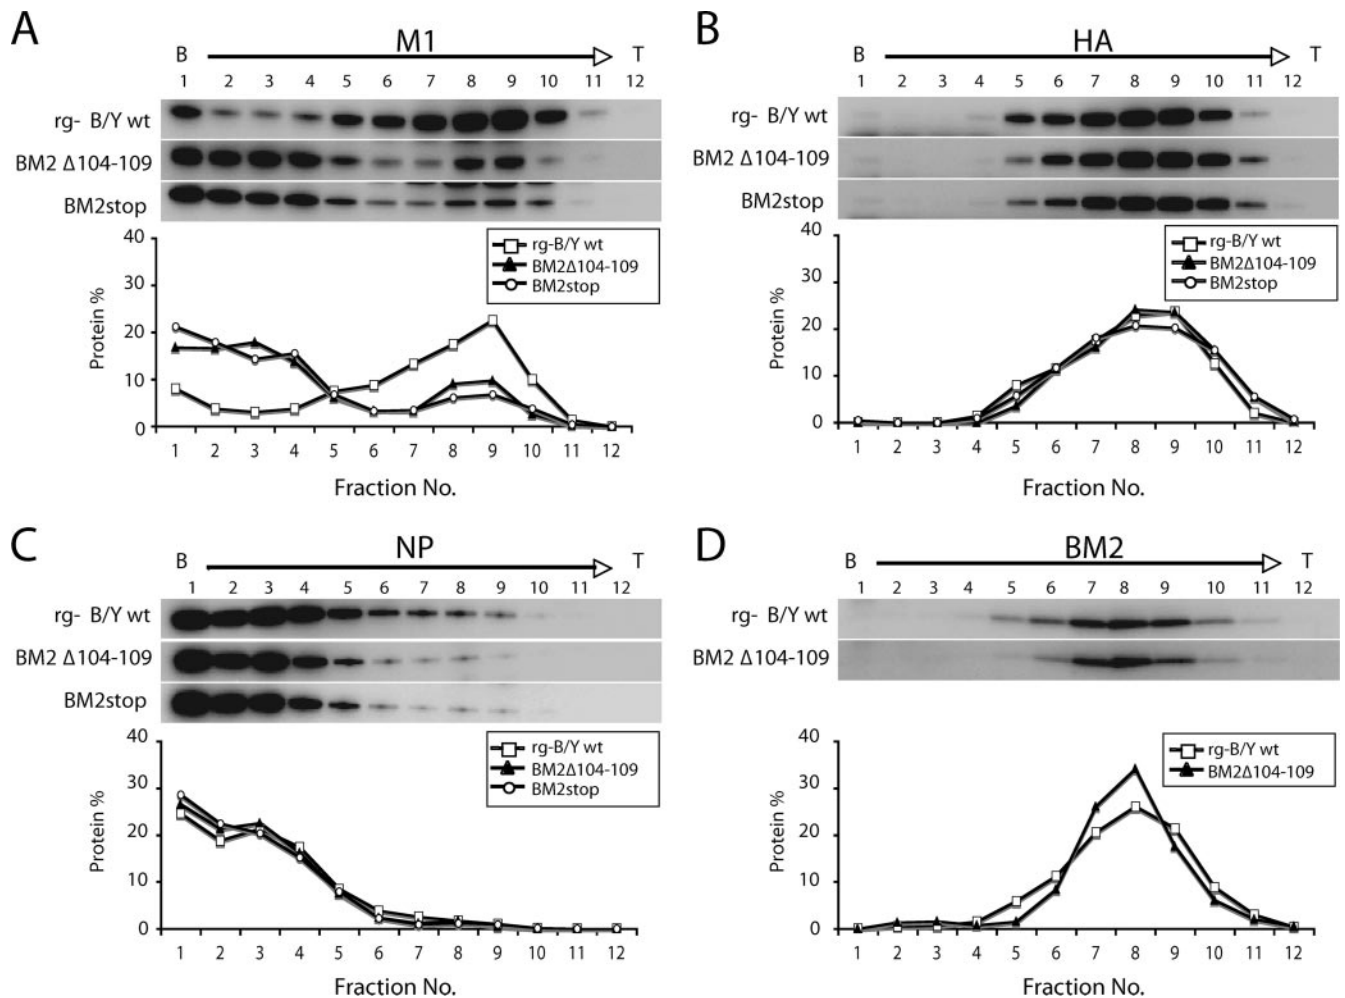 A
M1
B T
1 2 3 4 5 6 7 8 9 10 11 12
rg- B/Y wt
BM2 Δ104-109
BM2stop
40
30
20
10
0
Protein %
rg-B/Y wt
BM2Δ104-109
BM2stop
1 2 3 4 5 6 7 8 9 10 11 12
Fraction No.
B
HA
B T
1 2 3 4 5 6 7 8 9 10 11 12
rg- B/Y wt
BM2 Δ104-109
BM2stop
40
30
20
10
0
Protein %
rg-B/Y wt
BM2Δ104-109
BM2stop
1 2 3 4 5 6 7 8 9 10 11 12
Fraction No.
C
NP
B T
1 2 3 4 5 6 7 8 9 10 11 12
rg- B/Y wt
BM2 Δ104-109
BM2stop
40
30
20
10
0
Protein %
rg-B/Y wt
BM2Δ104-109
BM2stop
1 2 3 4 5 6 7 8 9 10 11 12
Fraction No.
D
BM2
B T
1 2 3 4 5 6 7 8 9 10 11 12
rg- B/Y wt
BM2 Δ104-109
40
30
20
10
0
Protein %
rg-B/Y wt
BM2Δ104-109
1 2 3 4 5 6 7 8 9 10 11 12
Fraction No.